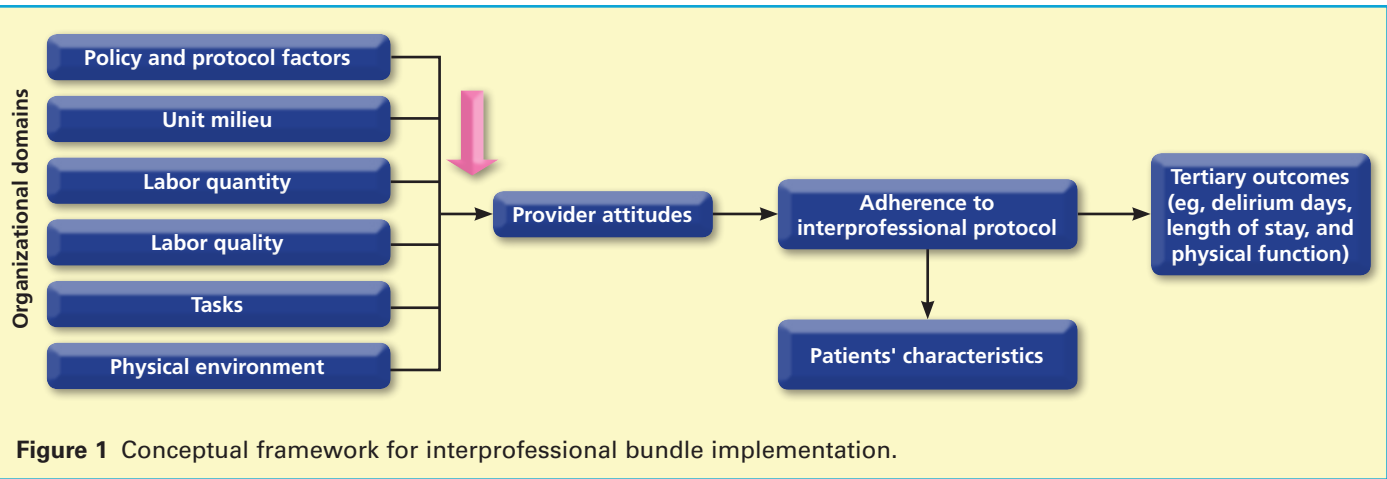 Organizational domains
Policy and protocol factors
Unit milieu
Labor quantity
Labor quality
Tasks
Physical environment
Provider attitudes
Adherence to
interprofessional protocol
Patients' characteristics
Tertiary outcomes
(eg, delirium days,
length of stay, and
physical function)
Figure 1 Conceptual framework for interprofessional bundle implementation.